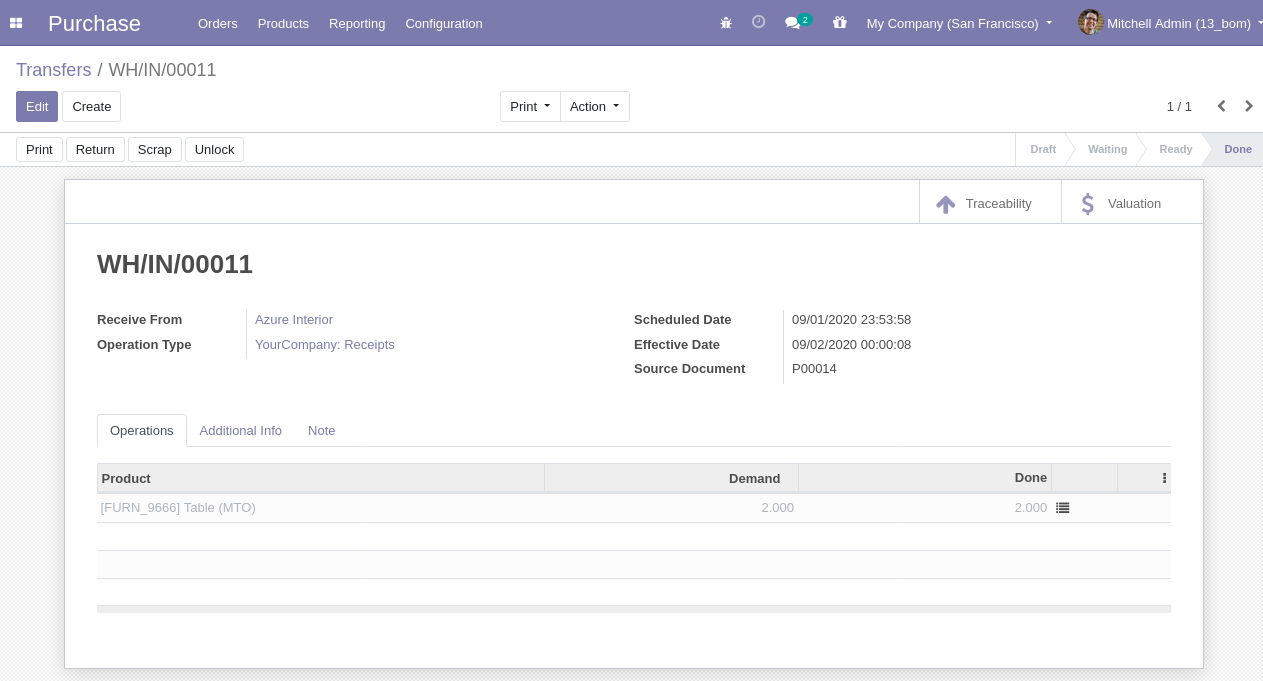 Purchase Orders Products Reporting Configuration 2 My Company (San Francisco) Mitchell Admin (13_bom)
Transfers / WH/IN/00011
Edit Create Print Action 1 / 1
Print Return Scrap Unlock Draft Waiting Ready Done
Traceability $ Valuation
WH/IN/00011
Receive From Azure Interior Scheduled Date 09/01/2020 23:53:58
Operation Type YourCompany: Receipts Effective Date 09/02/2020 00:00:08
Source Document P00014
Operations Additional Info Note
Product Demand Done
[FURN_9666] Table (MTO) 2.000 2.000